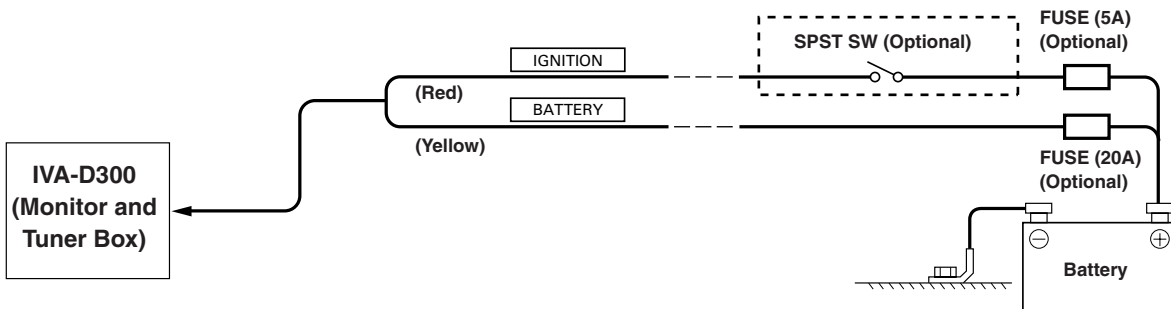 FUSE (5A)
(Optional)
SPST SW (Optional)
IGNITION
(Red)
BATTERY
(Yellow)
FUSE (20A)
(Optional)
IVA-D300
(Monitor and
Tuner Box)
Battery